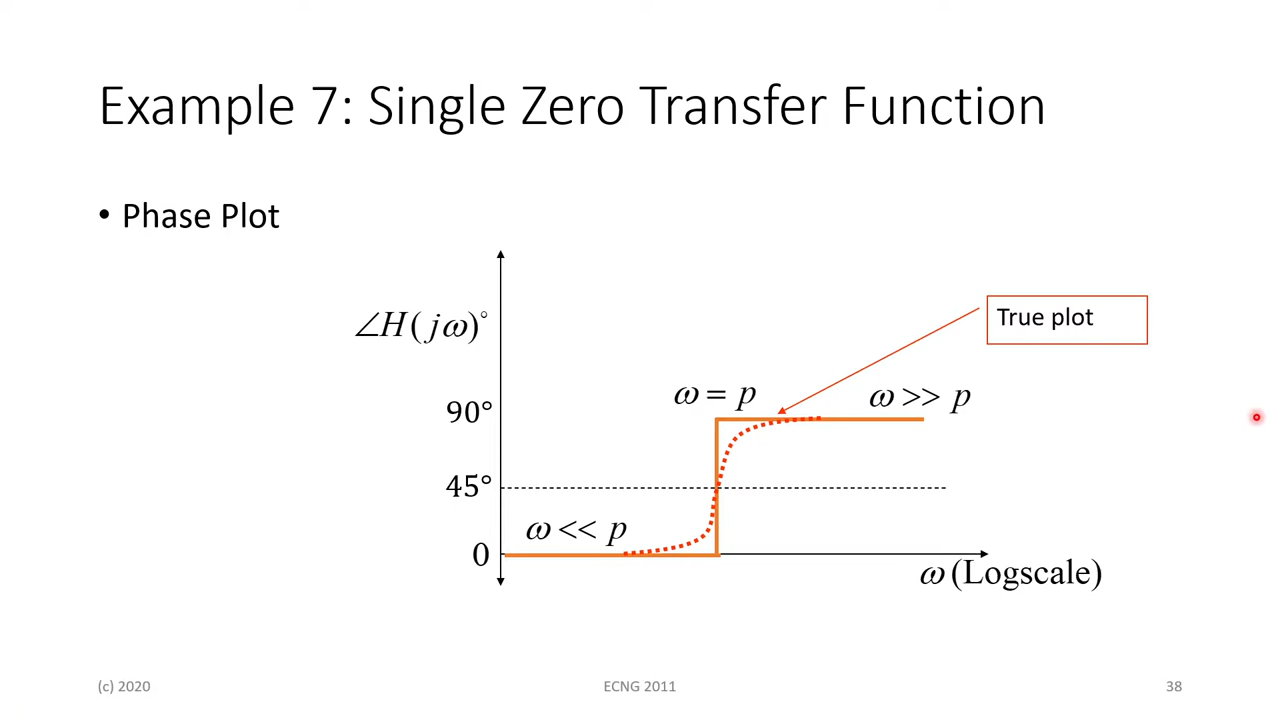 Example 7: Single Zero Transfer Function
• Phase Plot
∠H(jω)°
True plot
ω = p
ω >> p
90°
45°
ω << p
0
ω (Logscale)
(c) 2020
ECNG 2011
38